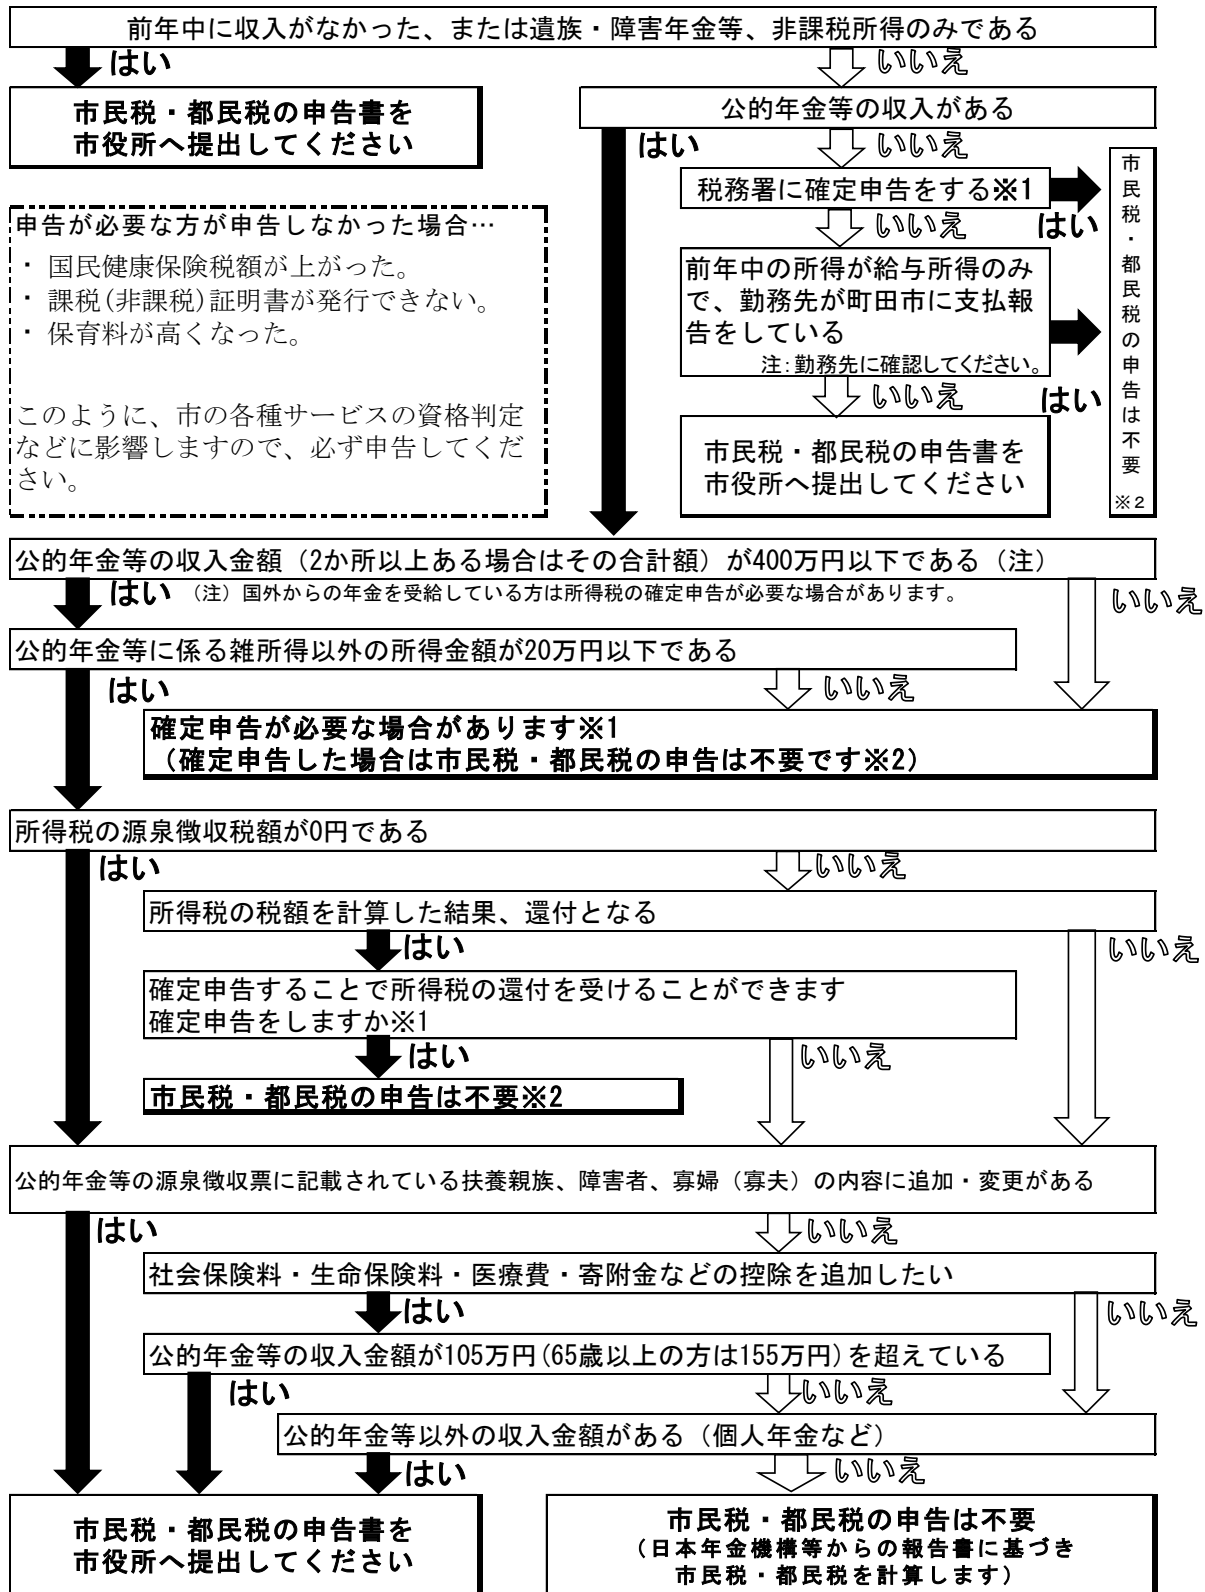 前年中に収入がなかった、または遺族・障害年金等、非課税所得のみである
はい
いいえ
市民税・都民税の申告書を
市役所へ提出してください
公的年金等の収入がある
はい
いいえ
税務署に確定申告をする※1
はい
いいえ
市民税・都民税の申告は不要
※2
申告が必要な方が申告しなかった場合…
・ 国民健康保険税額が上がった。
・ 課税(非課税)証明書が発行できない。
・ 保育料が高くなった。
このように、市の各種サービスの資格判定
などに影響しますので、必ず申告してくだ
さい。
前年中の所得が給与所得のみ
で、勤務先が町田市に支払報
告をしている
注:勤務先に確認してください。
はい
いいえ
市民税・都民税の申告書を
市役所へ提出してください
公的年金等の収入金額（2か所以上ある場合はその合計額）が400万円以下である（注）
はい
（注）国外からの年金を受給している方は所得税の確定申告が必要な場合があります。
いいえ
公的年金等に係る雑所得以外の所得金額が20万円以下である
はい
いいえ
確定申告が必要な場合があります※1
（確定申告した場合は市民税・都民税の申告は不要です※2）
所得税の源泉徴収税額が0円である
はい
いいえ
所得税の税額を計算した結果、還付となる
はい
いいえ
確定申告することで所得税の還付を受けることができます
確定申告をしますか※1
はい
いいえ
市民税・都民税の申告は不要※2
公的年金等の源泉徴収票に記載されている扶養親族、障害者、寡婦（寡夫）の内容に追加・変更がある
はい
いいえ
社会保険料・生命保険料・医療費・寄附金などの控除を追加したい
はい
いいえ
公的年金等の収入金額が105万円(65歳以上の方は155万円)を超えている
はい
いいえ
公的年金等以外の収入金額がある（個人年金など）
はい
いいえ
市民税・都民税の申告書を
市役所へ提出してください
市民税・都民税の申告は不要
（日本年金機構等からの報告書に基づき
市民税・都民税を計算します）